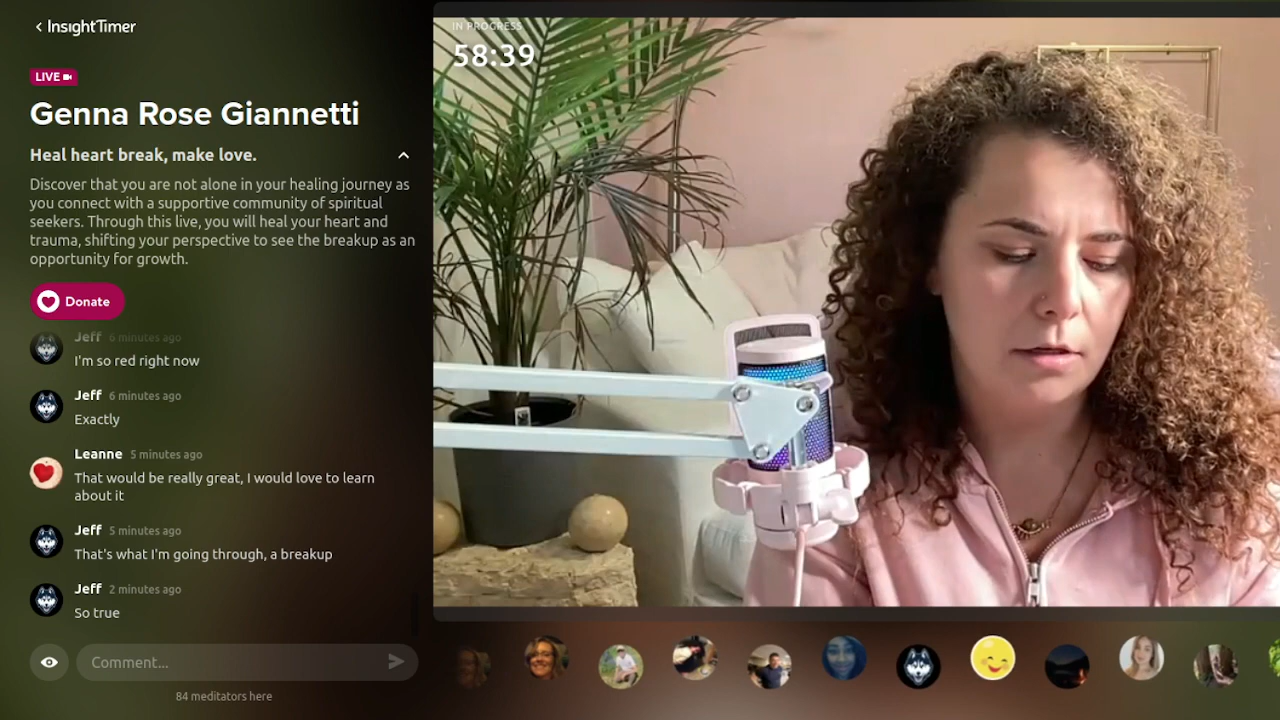 InsightTimer
LIVE
Genna Rose Giannetti
Heal heart break, make love.
Discover that you are not alone in your healing journey as
you connect with a supportive community of spiritual
seekers. Through this live, you will heal your heart and
trauma, shifting your perspective to see the breakup as an
opportunity for growth.
Donate
Jeff 6 minutes ago
I'm so red right now
Jeff 6 minutes ago
Exactly
Leanne 5 minutes ago
That would be really great, I would love to learn
about it
Jeff 5 minutes ago
That's what I'm going through, a breakup
Jeff 2 minutes ago
So true
Comment...
84 meditators here
IN PROGRESS
58:39